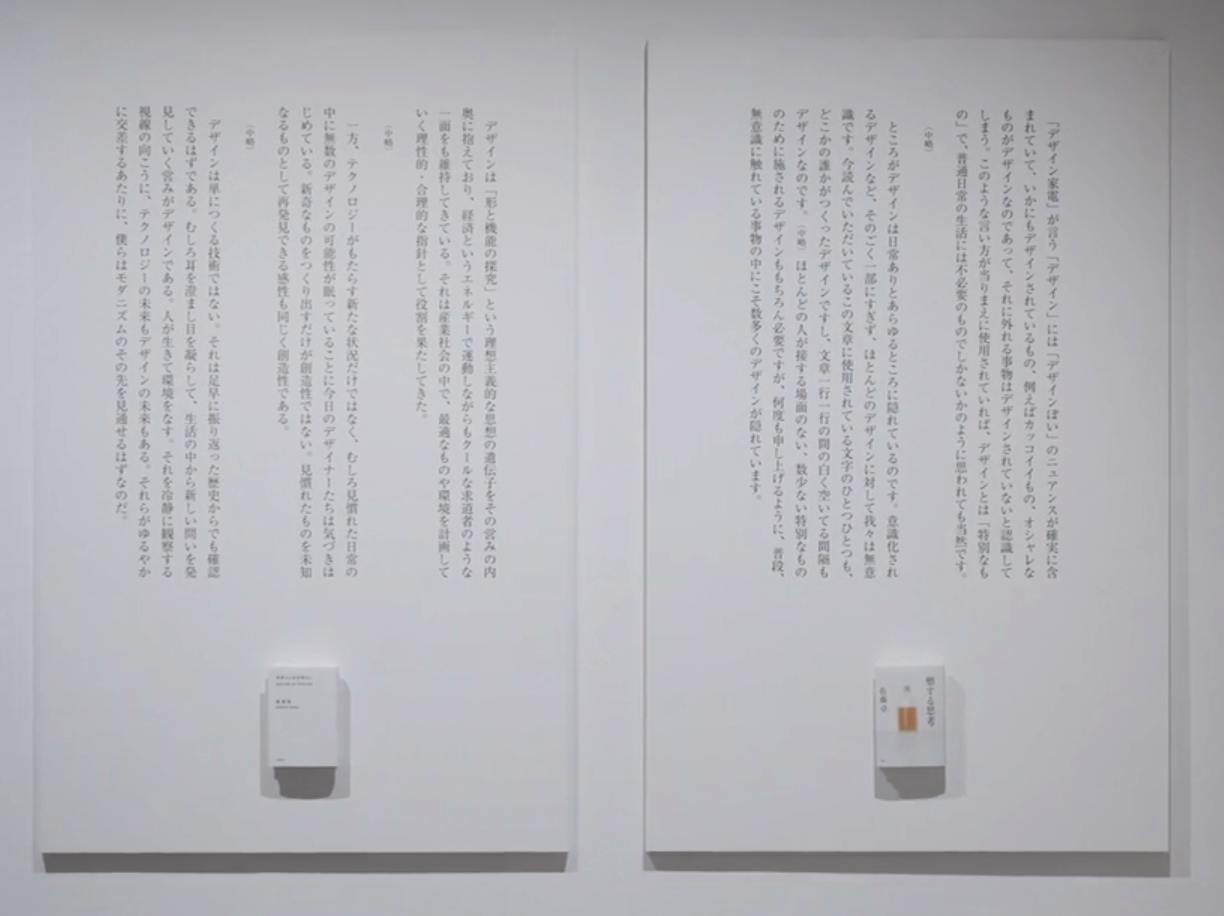 「デザイン家電」が言う「デザイン」には「デザインぽい」のニュアンスが確実に含
まれていて、いかにもデザインされているもの、例えばカッコイイもの、オシャレな
ものがデザインなのであって、それに外れる事物はデザインされていないと認識して
しまう。このような言い方が当りまえに使用されていれば、デザインとは「特別なも
の」で、普通日常の生活には不必要のものでしかないかのように思われても当然です。
（中略）
ところがデザインは日常ありとあらゆるところに隠れているのです。意識化され
るデザインなど、そのごく一部にすぎず、ほとんどのデザインに対して我々は無意
識です。今読んでいただいているこの文章に使用されている文字のひとつひとつも、
どこかの誰かがつくったデザインですし、文章一行一行の間の白く空いてる間隔も
デザインなのです。（中略）ほとんどの人が接する場面のない、数少ない特別なもの
のために施されるデザインももちろん必要ですが、何度も申し上げるように、普段、
無意識に触れている事物の中にこそ数多くのデザインが隠れています。
想する思考
佐藤卓
デザインは「形と機能の探究」という理想主義的な思想の遺伝子をその営みの内
奥に抱えており、経済というエネルギーで運動しながらもクールな求道者のような
一面をも維持してきている。それは産業社会の中で、最適なものや環境を計画して
いく理性的・合理的な指針として役割を果たしてきた。
（中略）
一方、テクノロジーがもたらす新たな状況だけではなく、むしろ見慣れた日常の
中に無数のデザインの可能性が眠っていることに今日のデザイナーたちは気づきは
じめている。新奇なものをつくり出すだけが創造性ではない。見慣れたものを未知
なるものとして再発見できる感性も同じく創造性である。
（中略）
デザインは単につくる技術ではない。それは足早に振り返った歴史からでも確認
できるはずである。むしろ耳を澄まし目を凝らして、生活の中から新しい問いを発
見していく営みがデザインである。人が生きて環境をなす。それを冷静に観察する
視線の向こうに、テクノロジーの未来もデザインの未来もある。それらがゆるやか
に交差するあたりに、僕らはモダニズムのその先を見通せるはずなのだ。